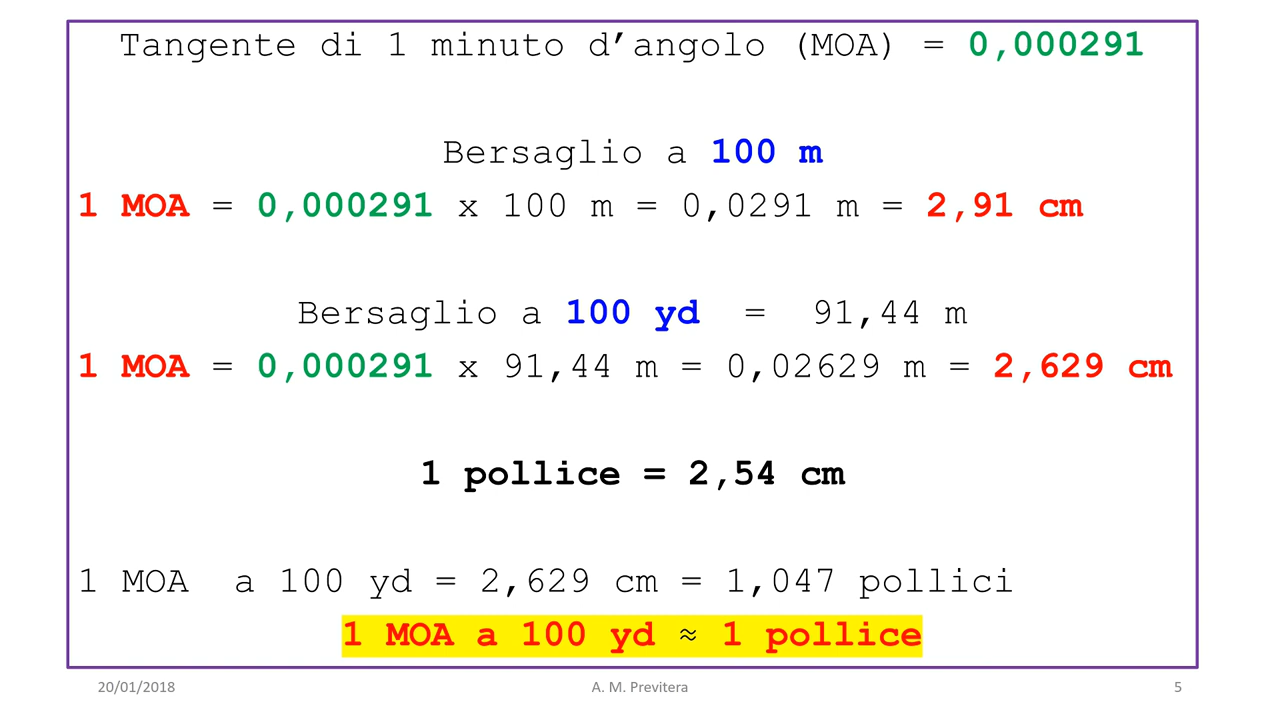 Tangente di 1 minuto d’angolo (MOA) = 0,000291
Bersaglio a 100 m
1 MOA = 0,000291 x 100 m = 0,0291 m = 2,91 cm
Bersaglio a 100 yd = 91,44 m
1 MOA = 0,000291 x 91,44 m = 0,02629 m = 2,629 cm
1 pollice = 2,54 cm
1 MOA a 100 yd = 2,629 cm = 1,047 pollici
1 MOA a 100 yd ≈ 1 pollice
20/01/2018 A. M. Previtera 5